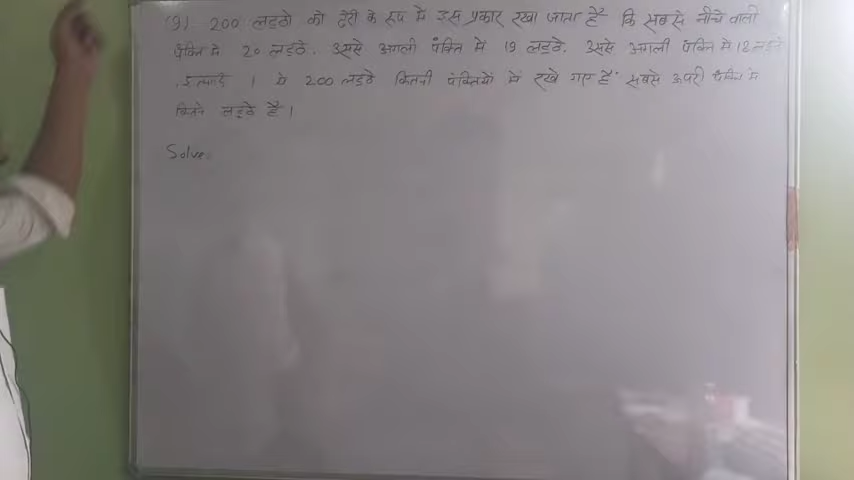 (9). 200 लट्ठो को ढेरी के रूप मे इस प्रकार रखा जाता है कि सबसे नीचे वाली
पंक्ति मे 20 लट्ठे. उससे अगली पंक्ति मे 19 लट्ठे. उससे अगली पंक्ति मे 18 लट्ठे
इत्यादि । ये 200 लट्ठे कितनी पंक्तियों में रखे गए है सबसे ऊपरी पंक्ति मे
कितने लट्ठे है ।
Solve